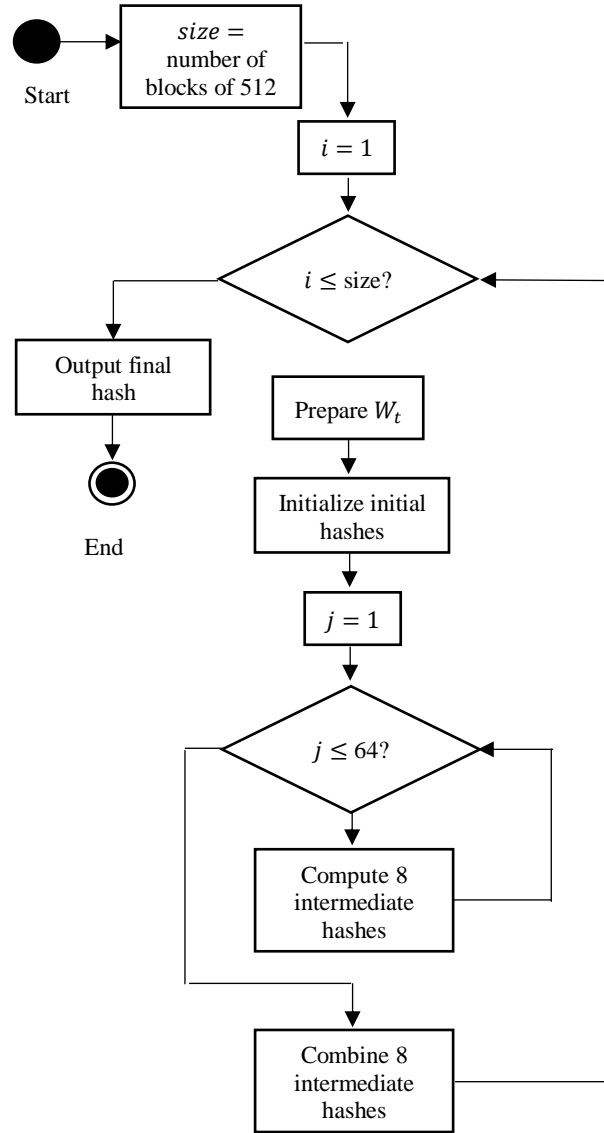 size =
number of
blocks of 512
Start
i = 1
i ≤ size?
Output final
hash
Prepare W_t
Initialize initial
hashes
End
j = 1
j ≤ 64?
Compute 8
intermediate
hashes
Combine 8
intermediate
hashes